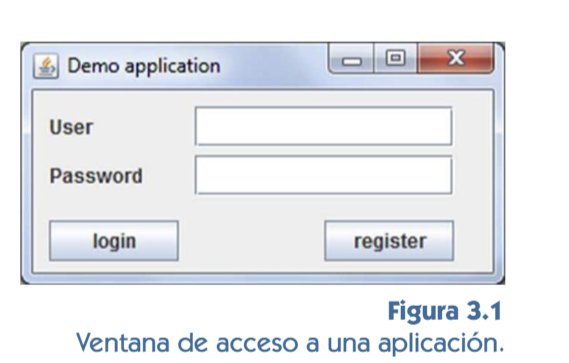 Demo application
User
Password
login register
Figura 3.1
Ventana de acceso a una aplicación.